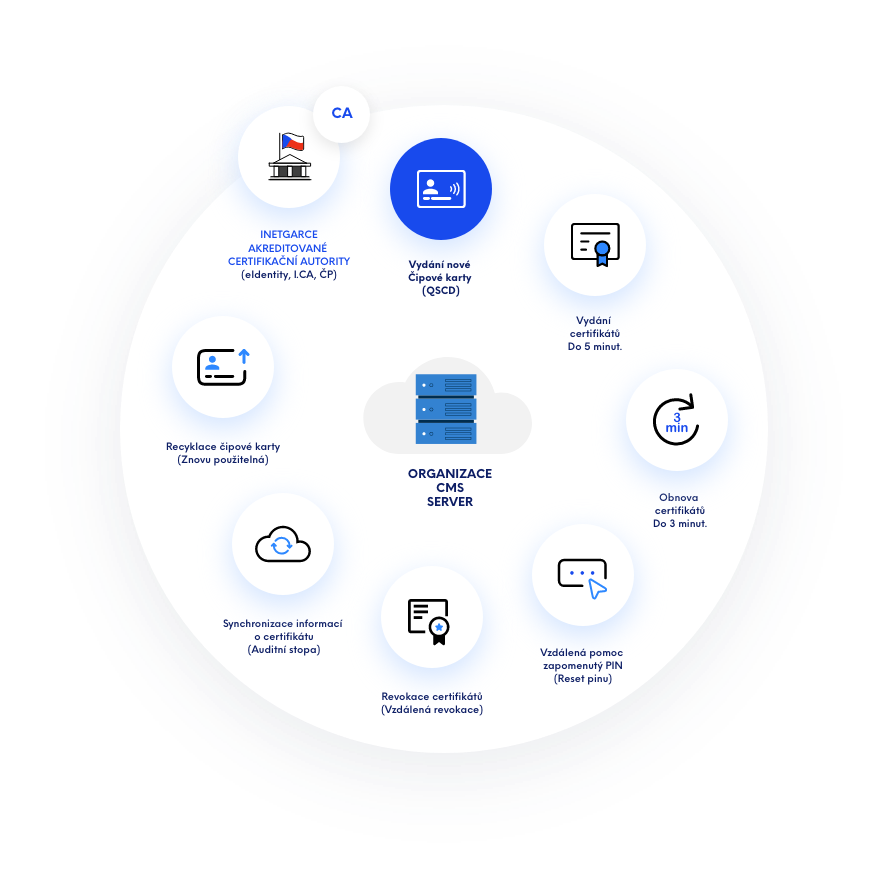 CA
INETGARCE
AKREDITOVANÉ
CERTIFIKAČNÍ AUTORITY
(eIdentity, I.CA, ČP)
Vydání nové
Čipové karty
(QSCD)
Vydání
certifikátů
Do 5 minut.
3
min
Obnova
certifikátů
Do 3 minut.
Vzdálená pomoc
zapomenutý PIN
(Reset pinu)
Revokace certifikátů
(Vzdálená revokace)
Synchronizace informací
o certifikátu
(Auditní stopa)
Recyklace čipové karty
(Znovu použitelná)
ORGANIZACE
CMS
SERVER